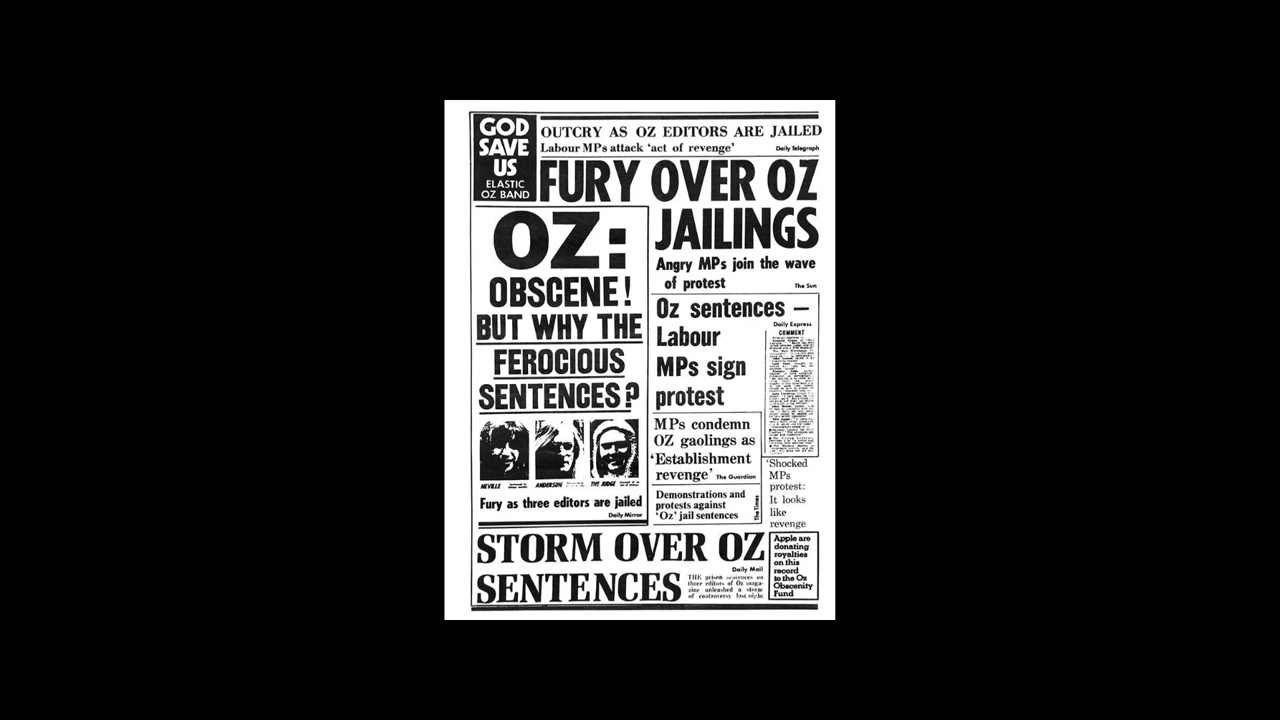 GOD
SAVE
US
ELASTIC
OZ BAND
OUTCRY AS OZ EDITORS ARE JAILED
Labour MPs attack ‘act of revenge’
Daily Telegraph
FURY OVER OZ
JAILINGS
Angry MPs join the wave
of protest
The Sun
OZ:
OBSCENE!
BUT WHY THE
FEROCIOUS
SENTENCES?
NEVILLE
ANDERSON
THE JUDGE
Fury as three editors are jailed
Daily Mirror
Oz sentences —
Labour
MPs sign
protest
Daily Express
COMMENT
MPs condemn
OZ gaolings as
‘Establishment
revenge’ The Guardian
Demonstrations and
protests against
‘Oz’ jail sentences
The Times
‘Shocked
MPs
protest:
It looks
like
revenge
STORM OVER OZ
SENTENCES
Daily Mail
THE prison sentences on
three editors of Oz maga-
zine unleashed a storm
of controversy last night
Apple are
donating
royalties
on this
record
to the Oz
Obscenity
Fund